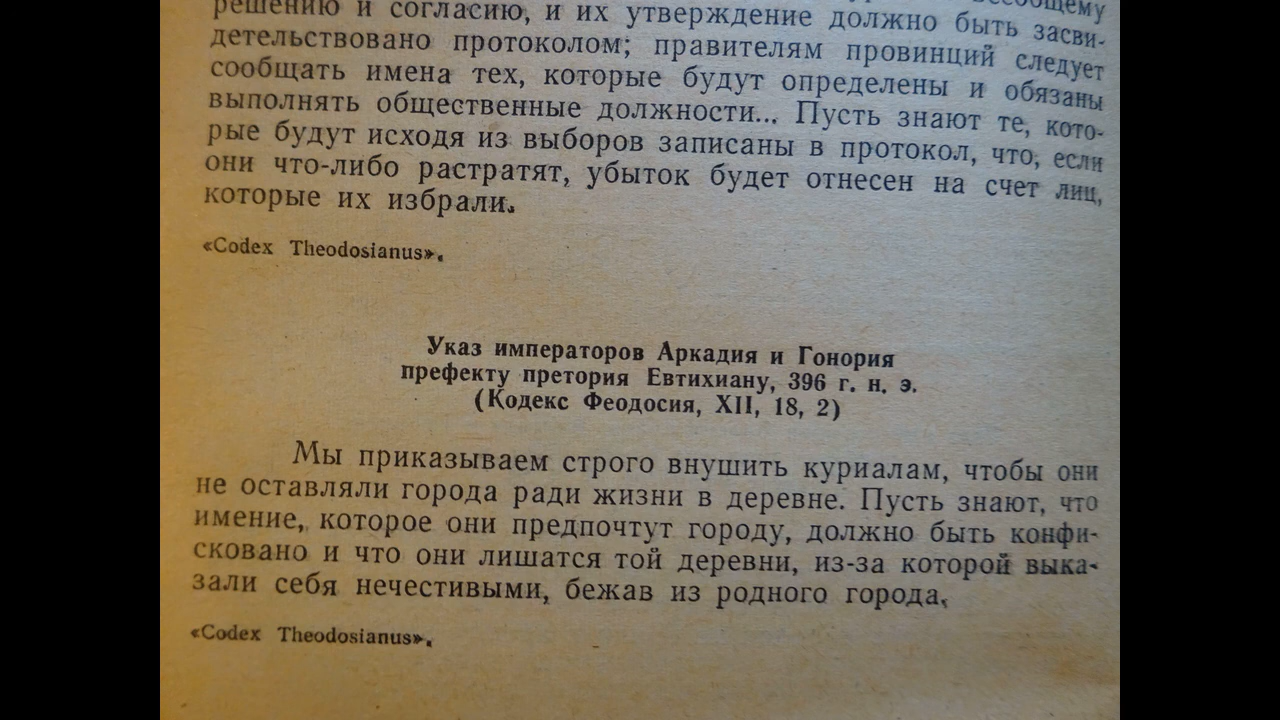 решению и согласию, и их утверждение должно быть засви-
детельствовано протоколом; правителям провинций следует
сообщать имена тех, которые будут определены и обязаны
выполнять общественные должности... Пусть знают те, кото-
рые будут исходя из выборов записаны в протокол, что, если
они что-либо растратят, убыток будет отнесен на счет лиц,
которые их избрали.
«Codex Theodosianus».
Указ императоров Аркадия и Гонория
префекту претория Евтихиану, 396 г. н. э.
(Кодекс Феодосия, XII, 18, 2)
Мы приказываем строго внушить куриалам, чтобы они
не оставляли города ради жизни в деревне. Пусть знают, что
имение, которое они предпочтут городу, должно быть конфи-
сковано и что они лишатся той деревни, из-за которой выка-
зали себя нечестивыми, бежав из родного города.
«Codex Theodosianus».